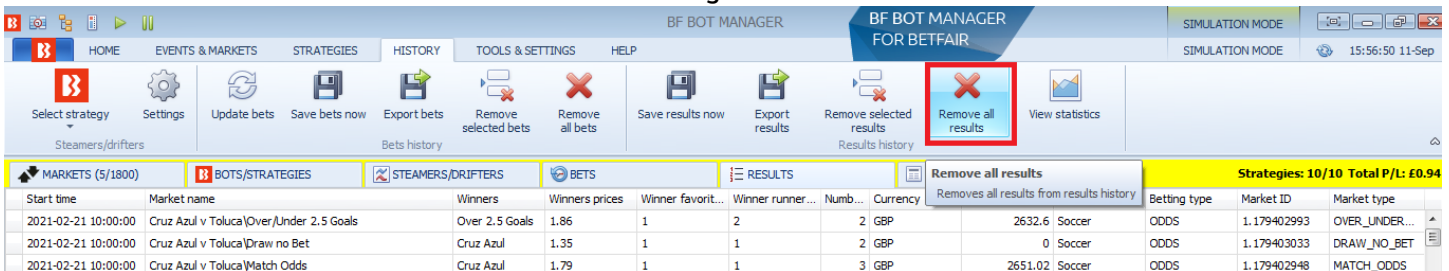 BF BOT MANAGER
BF BOT MANAGER
FOR BETFAIR
SIMULATION MODE
HOME EVENTS & MARKETS STRATEGIES HISTORY TOOLS & SETTINGS HELP
SIMULATION MODE 15:56:50 11-Sep
Select strategy Settings Update bets Save bets now Export bets Remove selected bets Remove all bets Save results now Export results Remove selected results Remove all results View statistics
Steamers/drifters Bets history Results history
MARKETS (5/1800) BOTS/STRATEGIES STEAMERS/DRIFTERS BETS RESULTS Strategies: 10/10 Total P/L: £0.94
Remove all results
Removes all results from results history
Start time Market name Winners Winners prices Winner favorit... Winner runner... Numb... Currency Betting type Market ID Market type
2021-02-21 10:00:00 Cruz Azul v Toluca\Over/Under 2.5 Goals Over 2.5 Goals 1.86 1 2 2 GBP 2632.6 Soccer ODDS 1.179402993 OVER_UNDER...
2021-02-21 10:00:00 Cruz Azul v Toluca\Draw no Bet Cruz Azul 1.35 1 1 2 GBP 0 Soccer ODDS 1.179403033 DRAW_NO_BET
2021-02-21 10:00:00 Cruz Azul v Toluca\Match Odds Cruz Azul 1.79 1 1 3 GBP 2651.02 Soccer ODDS 1.179402948 MATCH_ODDS